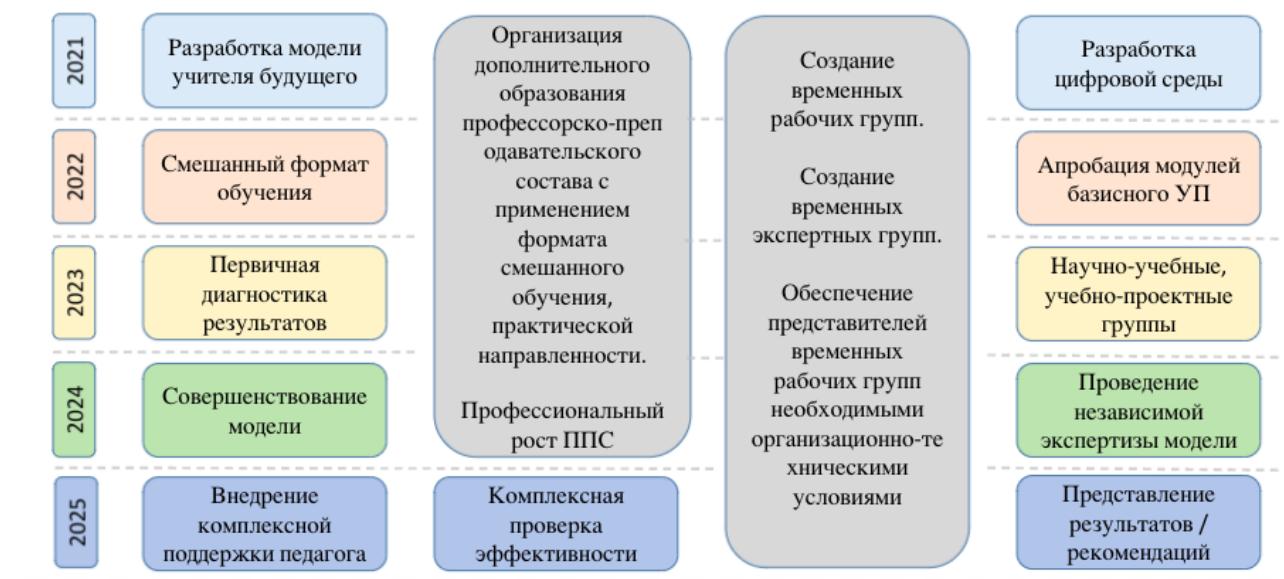 2021
Разработка модели
учителя будущего
Организация
дополнительного
образования
профессорско-преп
одавательского
состава с
применением
формата
смешанного
обучения,
практической
направленности.
Профессиональный
рост ППС
Создание
временных
рабочих групп.
Создание
временных
экспертных групп.
Обеспечение
представителей
временных
рабочих групп
необходимыми
организационно-те
хническими
условиями
Разработка
цифровой среды
2022
Смешанный формат
обучения
Апробация модулей
базисного УП
2023
Первичная
диагностика
результатов
Научно-учебные,
учебно-проектные
группы
2024
Совершенствование
модели
Проведение
независимой
экспертизы модели
2025
Внедрение
комплексной
поддержки педагога
Комплексная
проверка
эффективности
Представление
результатов /
рекомендаций